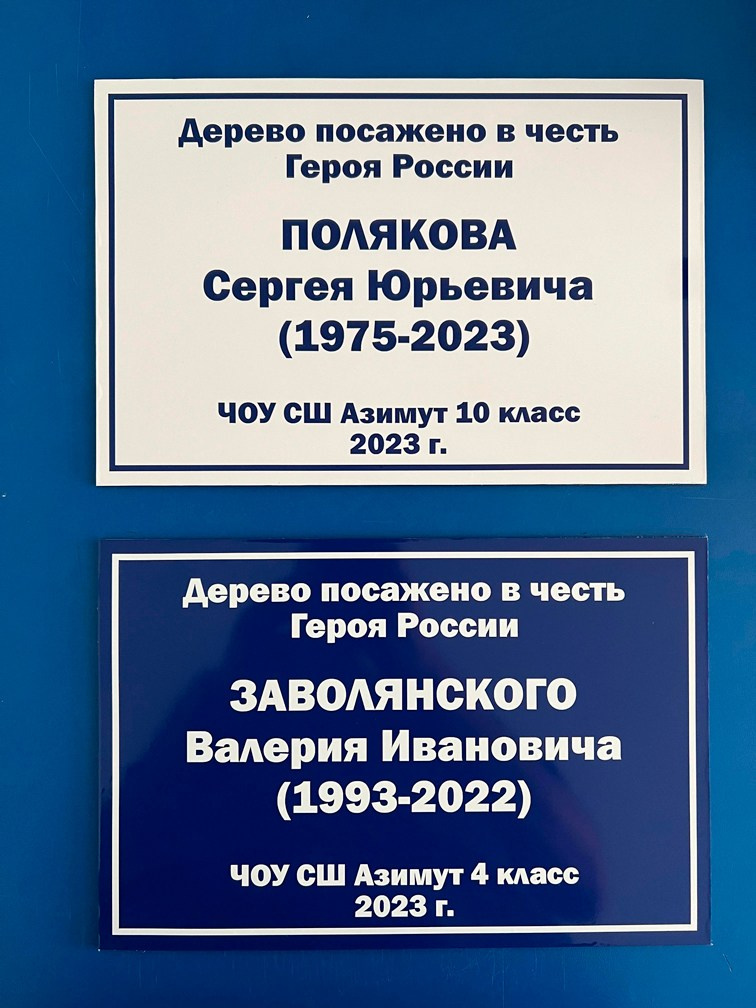 Дерево посажено в честь
Героя России
ПОЛЯКОВА
Сергея Юрьевича
(1975-2023)
ЧОУ СШ Азимут 10 класс
2023 г.
Дерево посажено в честь
Героя России
ЗАВОЛЯНСКОГО
Валерия Ивановича
(1993-2022)
ЧОУ СШ Азимут 4 класс
2023 г.